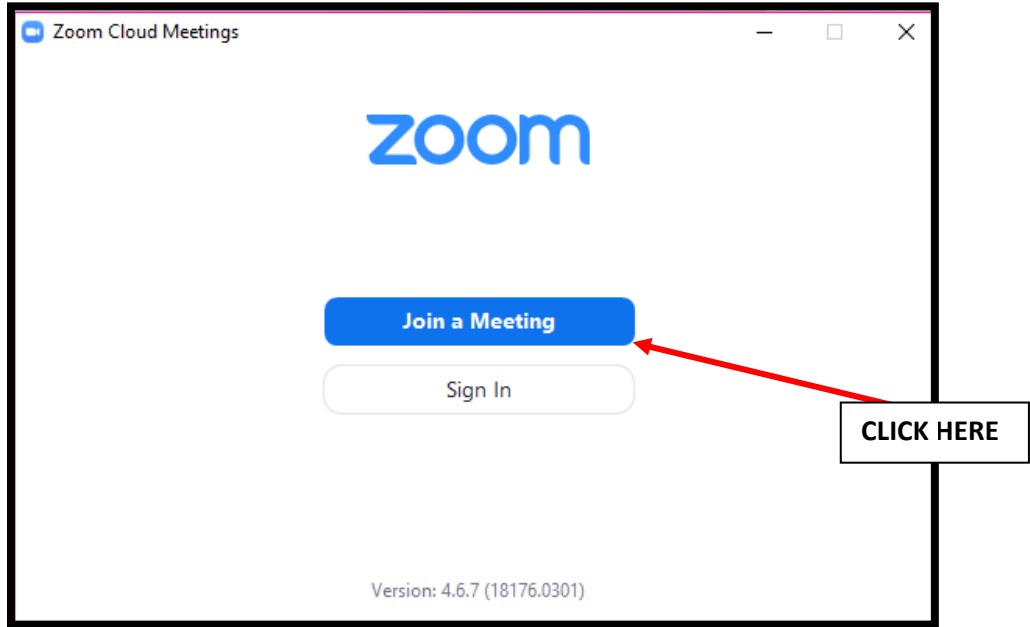 Zoom Cloud Meetings
zoom
Join a Meeting
Sign In
CLICK HERE
Version: 4.6.7 (18176.0301)